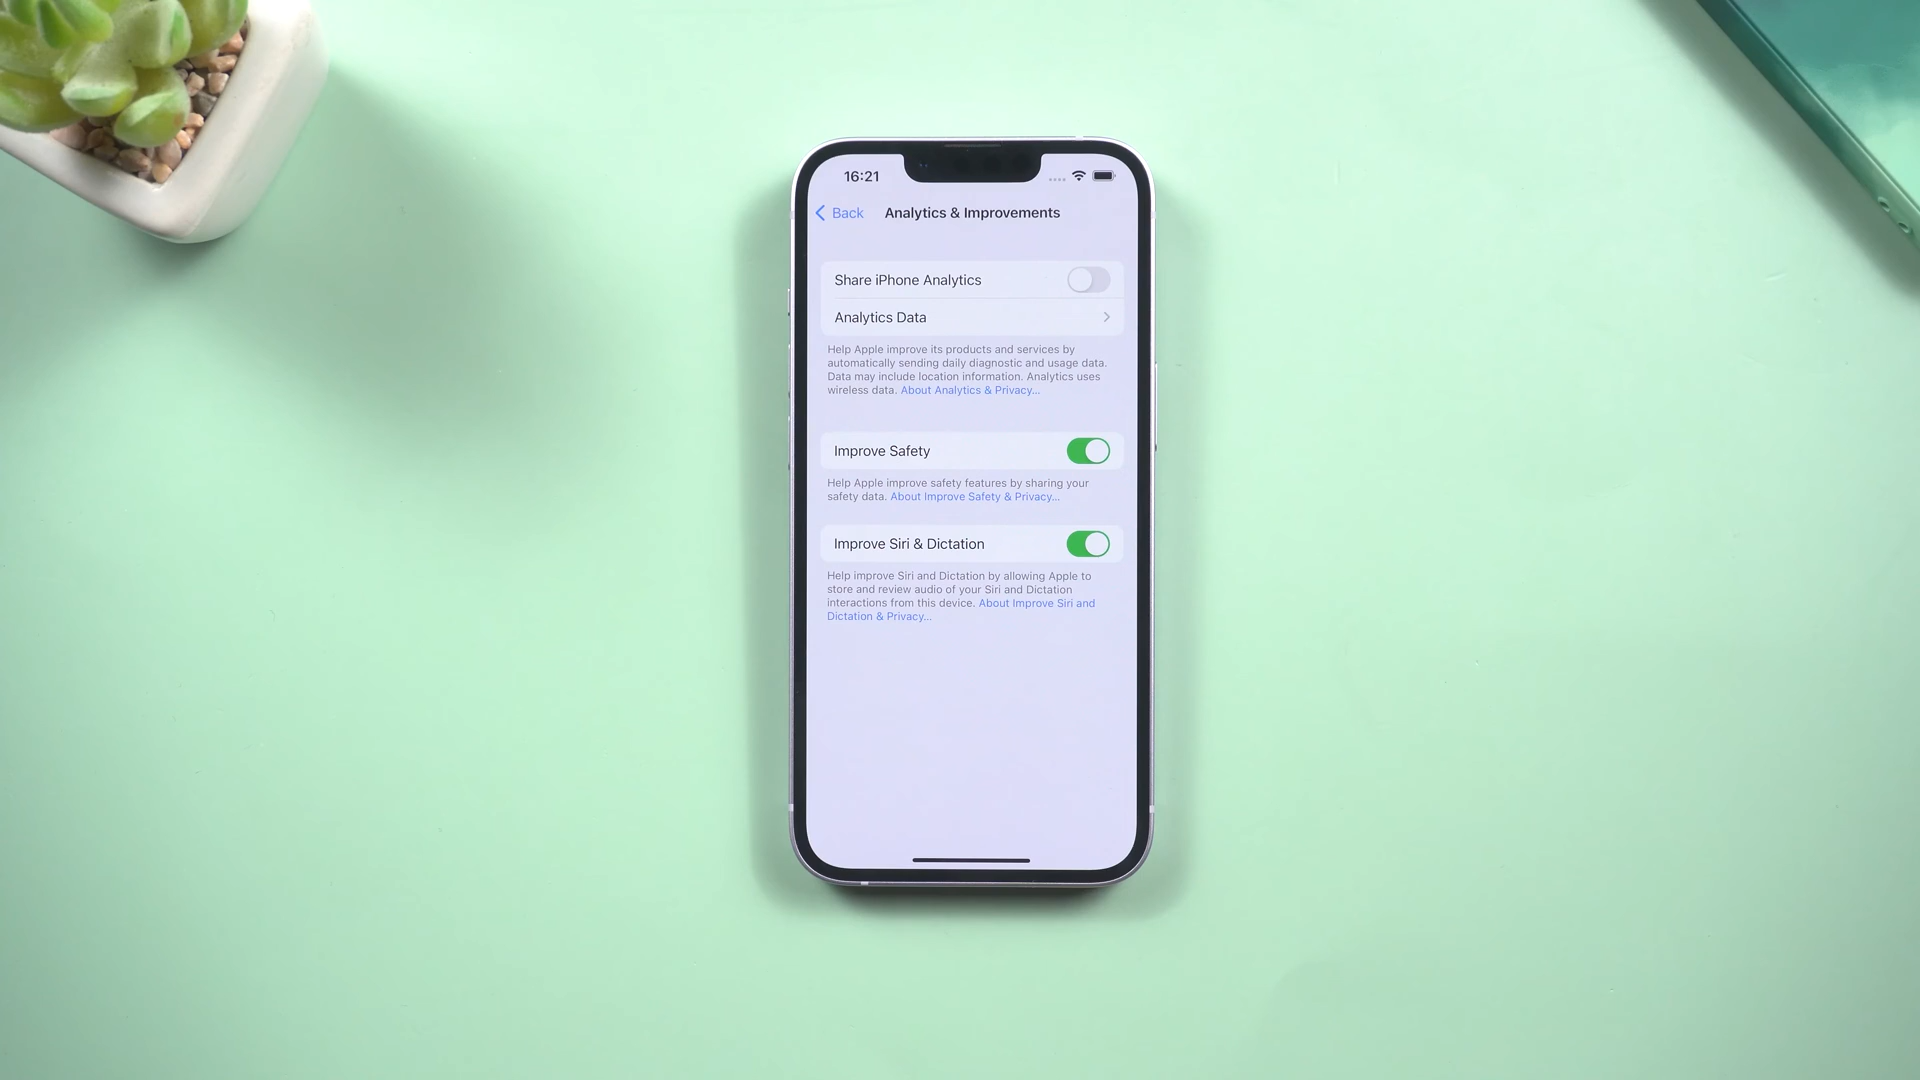 16:21
Back Analytics & Improvements
Share iPhone Analytics
Analytics Data
Help Apple improve its products and services by
automatically sending daily diagnostic and usage data.
Data may include location information. Analytics uses
wireless data. About Analytics & Privacy...
Improve Safety
Help Apple improve safety features by sharing your
safety data. About Improve Safety & Privacy...
Improve Siri & Dictation
Help improve Siri and Dictation by allowing Apple to
store and review audio of your Siri and Dictation
interactions from this device. About Improve Siri and
Dictation & Privacy...